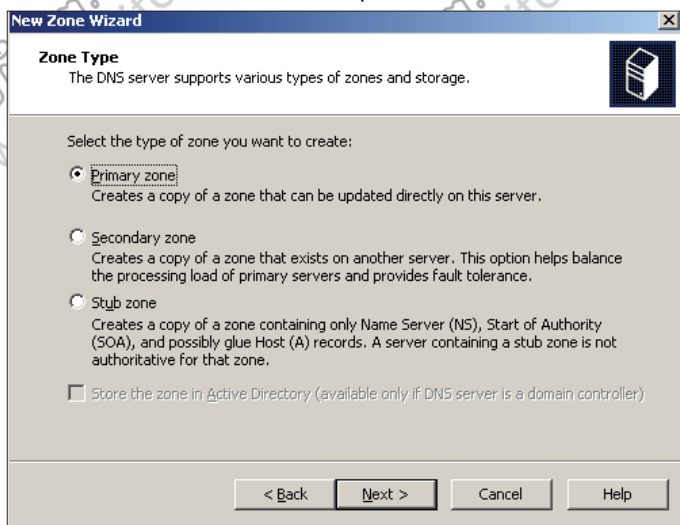 New Zone Wizard
Zone Type
The DNS server supports various types of zones and storage.
Select the type of zone you want to create:
Primary zone
Creates a copy of a zone that can be updated directly on this server.
Secondary zone
Creates a copy of a zone that exists on another server. This option helps balance
the processing load of primary servers and provides fault tolerance.
Stub zone
Creates a copy of a zone containing only Name Server (NS), Start of Authority
(SOA), and possibly glue Host (A) records. A server containing a stub zone is not
authoritative for that zone.
Store the zone in Active Directory (available only if DNS server is a domain controller)
< Back Next > Cancel Help